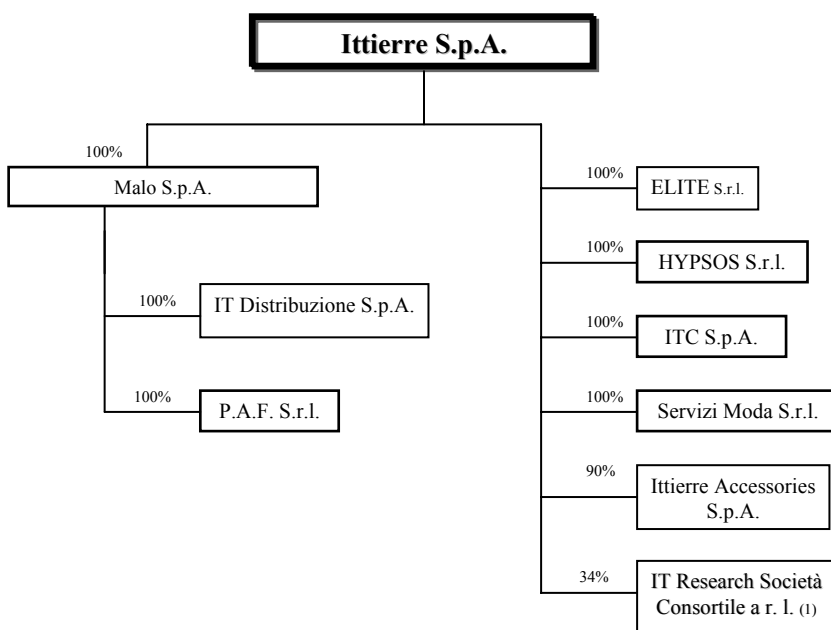 Ittierre S.p.A.
100%
Malo S.p.A.
100%
IT Distribuzione S.p.A.
100%
P.A.F. S.r.l.
100%
ELITE S.r.l.
100%
HYPSOS S.r.l.
100%
ITC S.p.A.
100%
Servizi Moda S.r.l.
90%
Ittierre Accessories
S.p.A.
34%
IT Research Società
Consortile a r. l. (1)